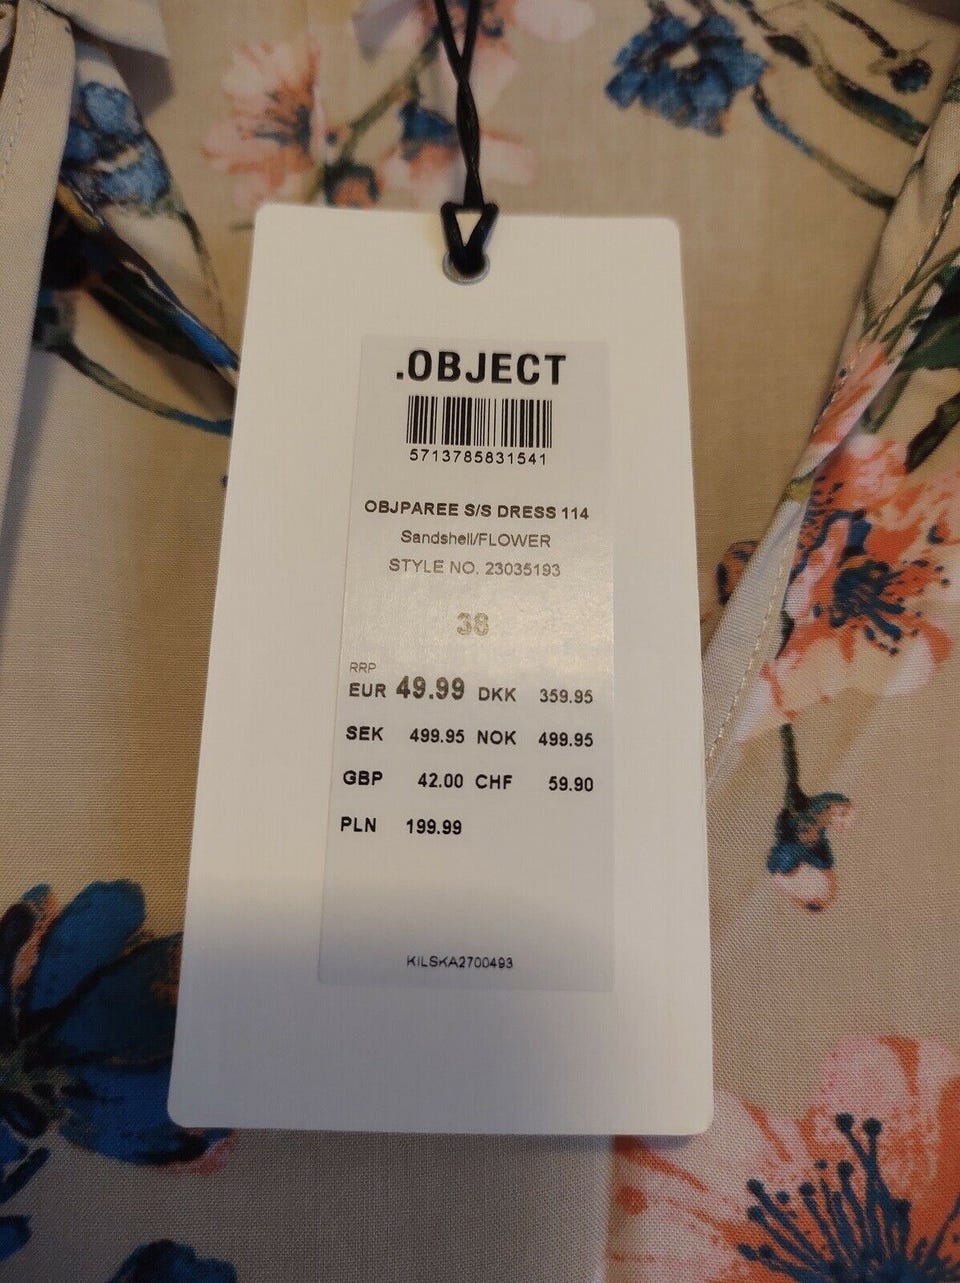 .OBJECT
5713785831541
OBJPAREE S/S DRESS 114
Sandshell/FLOWER
STYLE NO. 23035193
38
RRP
EUR 49.99 DKK 359.95
SEK 499.95 NOK 499.95
GBP 42.00 CHF 59.90
PLN 199.99
KILSKA2700493